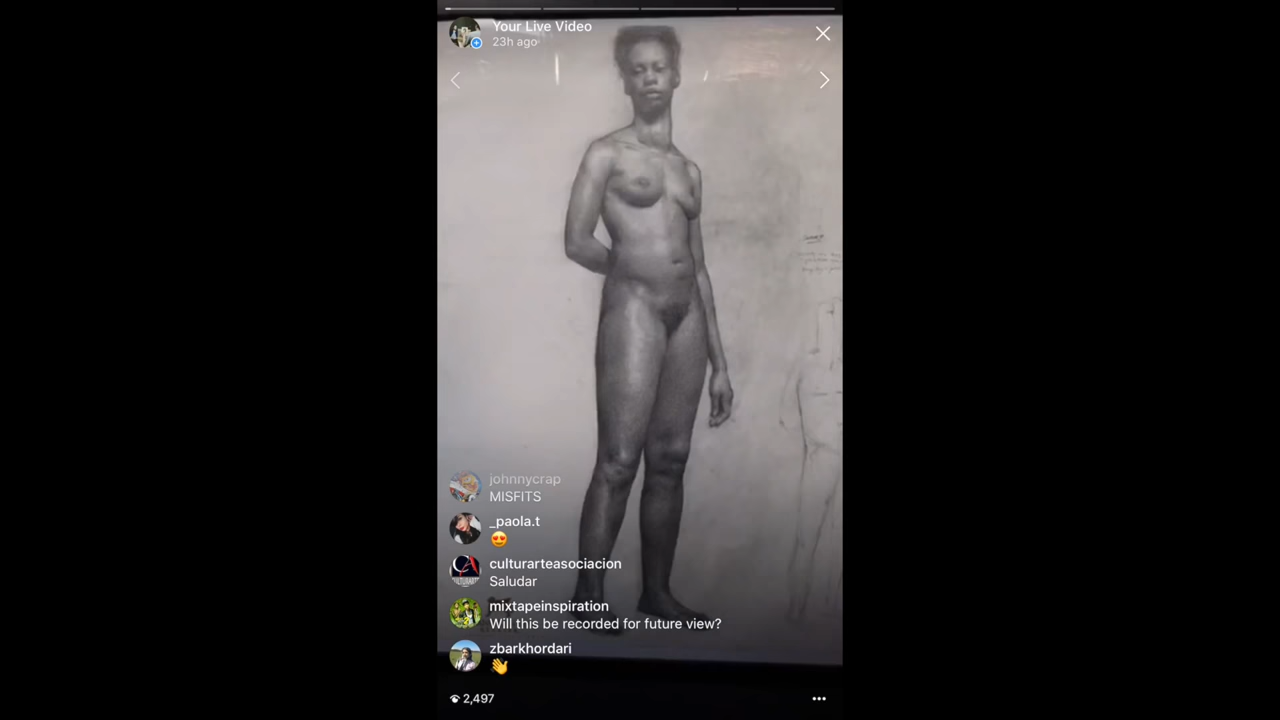 Your Live Video
23h ago
johnnycrap
MISFITS
_paola.t
😍
culturarteasociacion
Saludar
mixtapeinspiration
Will this be recorded for future view?
zbarkhordari
👋
2,497